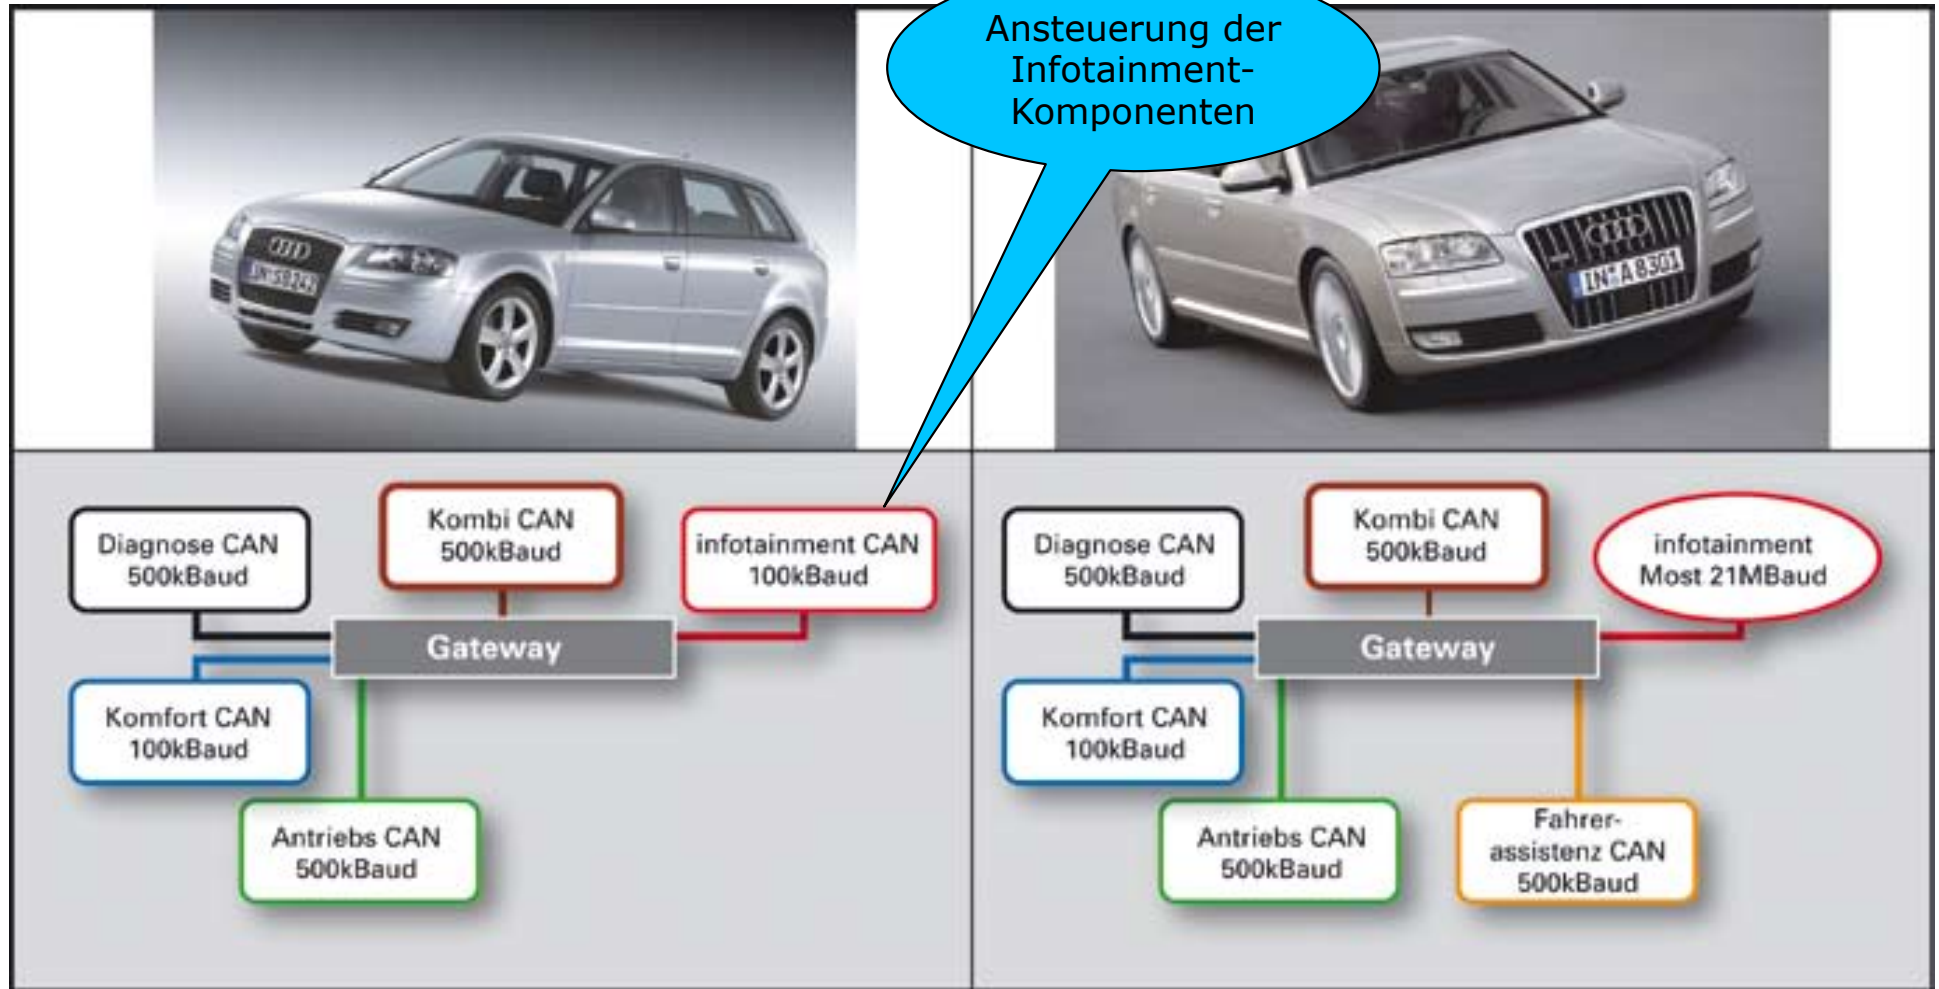 Ansteuerung der
Infotainment-
Komponenten
IN·A 8301
Diagnose CAN
500kBaud
Kombi CAN
500kBaud
infotainment CAN
100kBaud
Gateway
Komfort CAN
100kBaud
Antriebs CAN
500kBaud
Diagnose CAN
500kBaud
Kombi CAN
500kBaud
infotainment
Most 21MBaud
Gateway
Komfort CAN
100kBaud
Antriebs CAN
500kBaud
Fahrer-
assistenz CAN
500kBaud